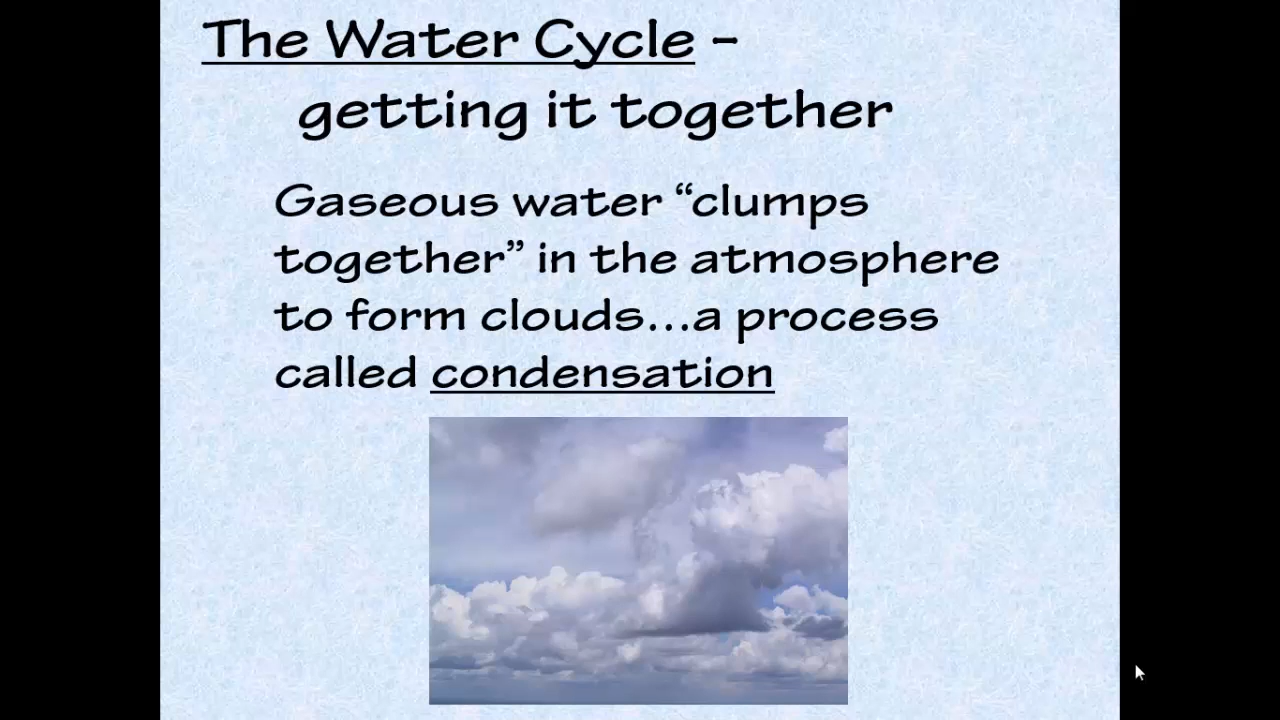 The Water Cycle –
getting it together
Gaseous water “clumps
together” in the atmosphere
to form clouds...a process
called condensation